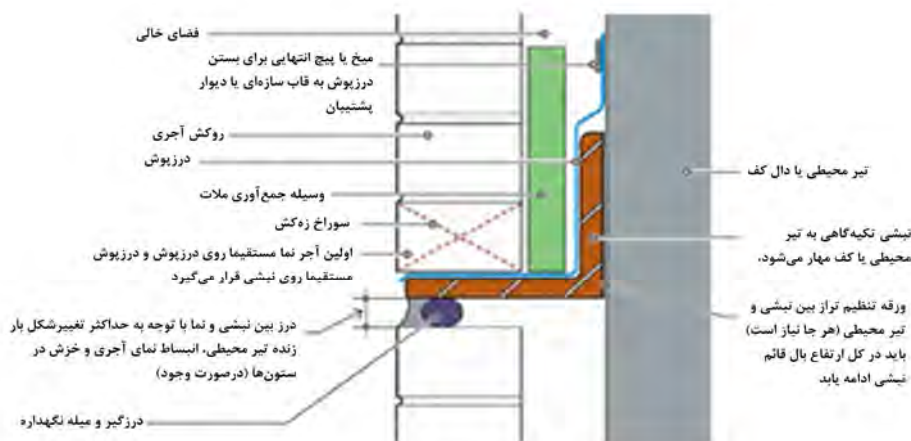 فضای خالی
میخ یا پیچ انتهایی برای بستن
درزپوش به قاب سازه‌ای یا دیوار
پشتیبان
روکش آجری
درزپوش
وسیله جمع‌آوری ملات
سوراخ زه‌کش
اولین آجر نما مستقیما روی درزپوش و درزپوش
مستقیما روی نبشی قرار می‌گیرد
درز بین نبشی و نما با توجه به حداکثر تغییرشکل بار
زنده تیر محیطی، انبساط نمای آجری و خزش در
ستون‌ها (درصورت وجود)
درزگیر و میله نگهداره
تیر محیطی یا دال کف
نبشی تکیه‌گاهی به تیر
محیطی یا کف مهار می‌شود.
ورقه تنظیم تراز بین نبشی و
تیر محیطی (هر جا نیاز است)
باید در کل ارتفاع بال قائم
نبشی ادامه یابد